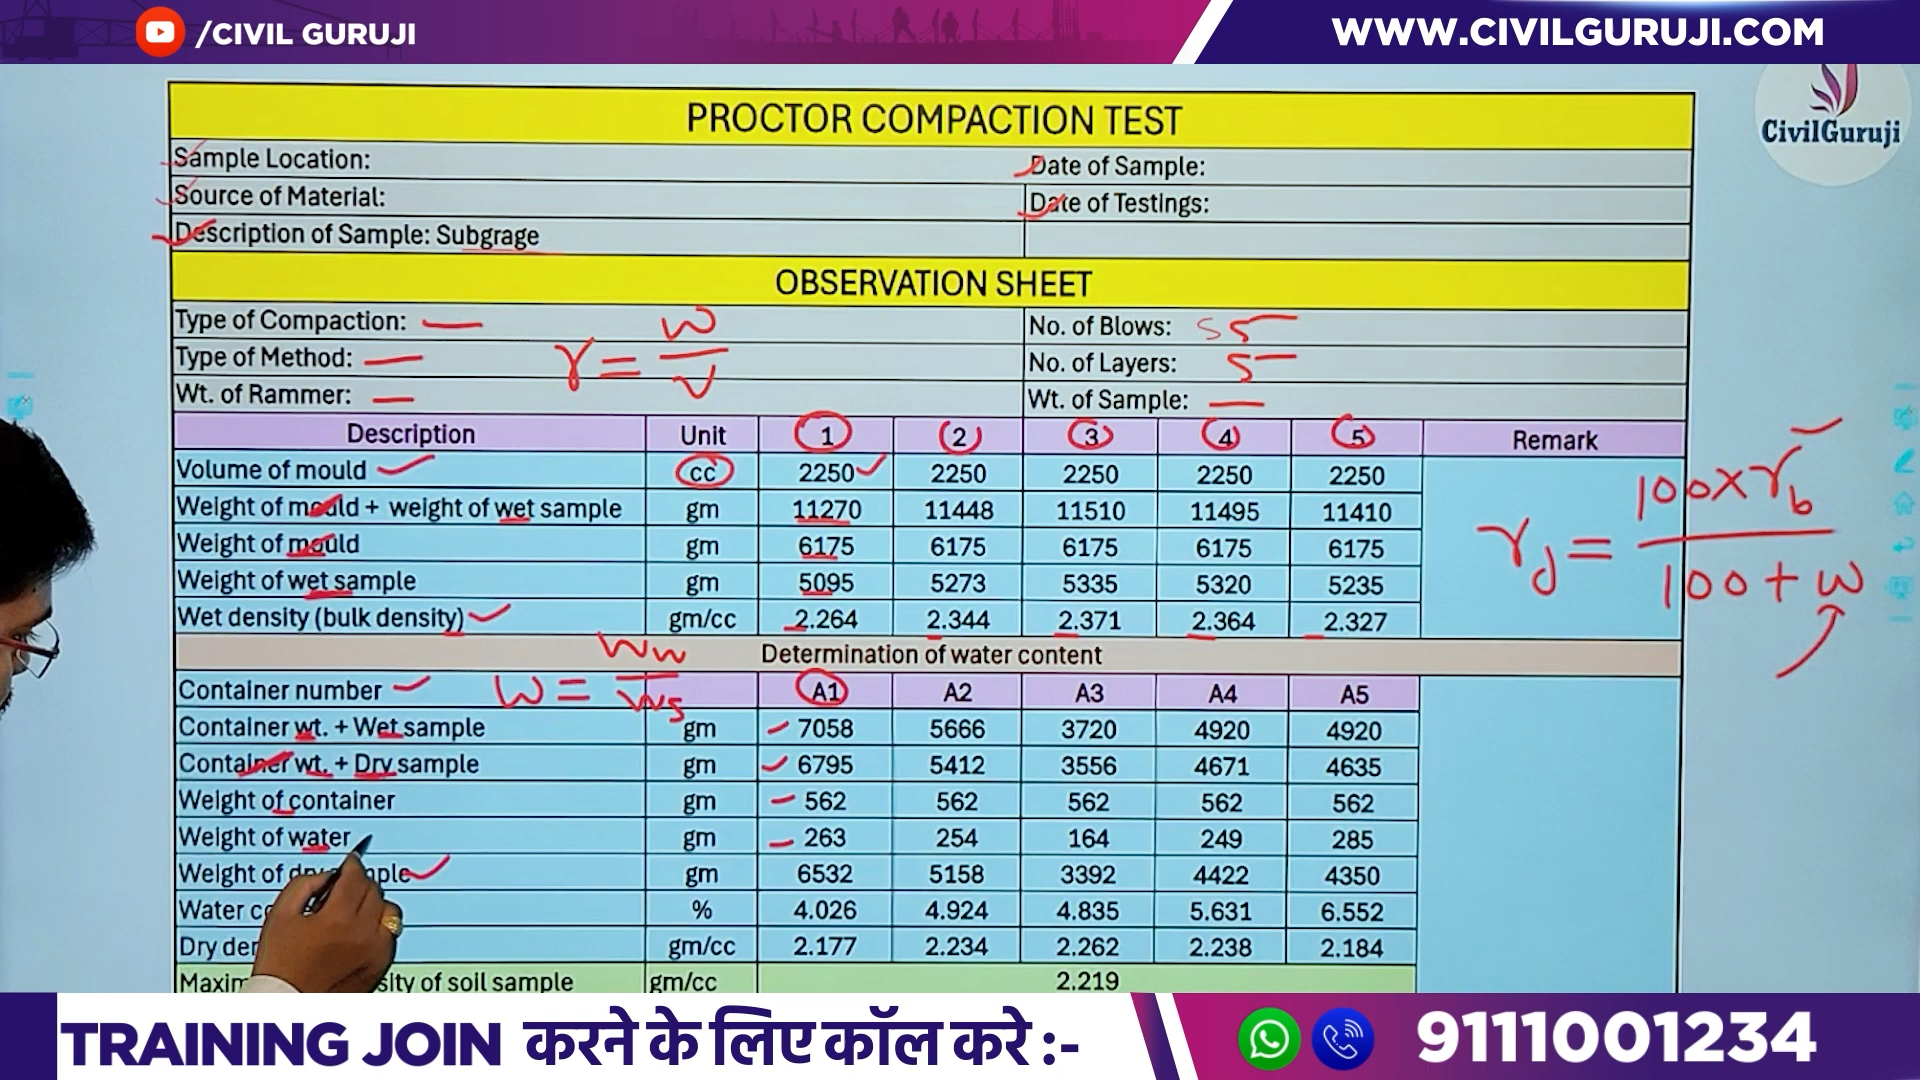 /CIVIL GURUJI
WWW.CIVILGURUJI.COM
CivilGuruji
PROCTOR COMPACTION TEST
Sample Location: Date of Sample:
Source of Material: Date of Testings:
Description of Sample: Subgrage
OBSERVATION SHEET
Type of Compaction: No. of Blows: 55
Type of Method: No. of Layers: 5
Wt. of Rammer: Wt. of Sample:
γ = W / V
Description Unit 1 2 3 4 5 Remark
Volume of mould cc 2250 2250 2250 2250 2250
Weight of mould + weight of wet sample gm 11270 11448 11510 11495 11410
Weight of mould gm 6175 6175 6175 6175 6175
Weight of wet sample gm 5095 5273 5335 5320 5235
Wet density (bulk density) gm/cc 2.264 2.344 2.371 2.364 2.327
γd = 100×γb / 100+w
Determination of water content
w = Ww / Ws
Container number A1 A2 A3 A4 A5
Container wt. + Wet sample gm 7058 5666 3720 4920 4920
Container wt. + Dry sample gm 6795 5412 3556 4671 4635
Weight of container gm 562 562 562 562 562
Weight of water gm 263 254 164 249 285
Weight of gm 6532 5158 3392 4422 4350
Water % 4.026 4.924 4.835 5.631 6.552
Dry gm/cc 2.177 2.234 2.262 2.238 2.184
of soil sample gm/cc 2.219
TRAINING JOIN करने के लिए कॉल करे :-
9111001234